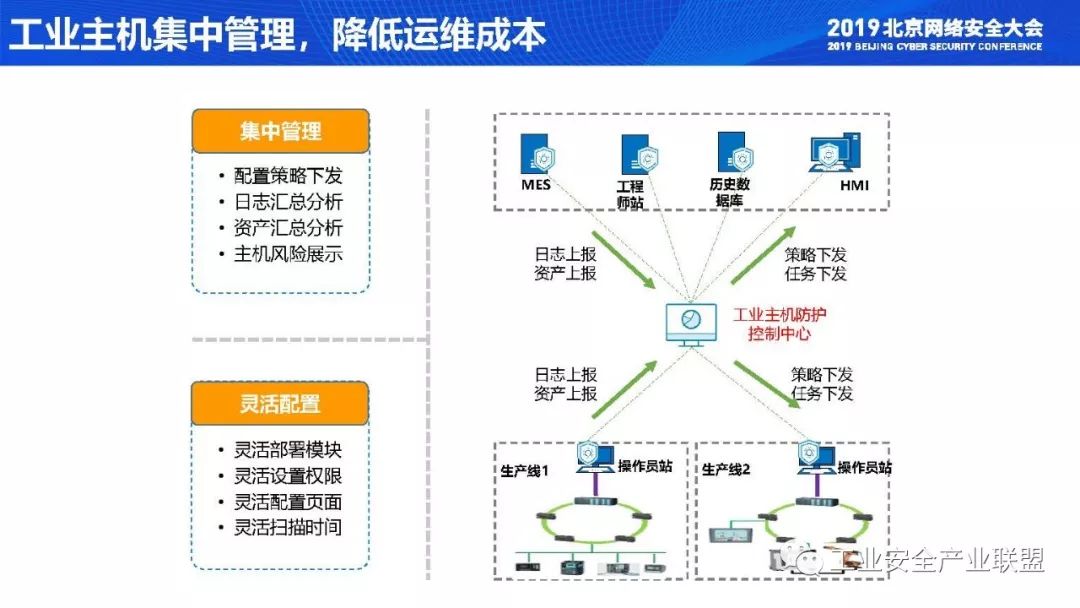 工业主机集中管理，降低运维成本
2019北京网络安全大会
2019 BEIJING CYBER SECURITY CONFERENCE
集中管理
• 配置策略下发
• 日志汇总分析
• 资产汇总分析
• 主机风险展示
灵活配置
• 灵活部署模块
• 灵活设置权限
• 灵活配置页面
• 灵活扫描时间
MES
工程
师站
历史数
据库
HMI
日志上报
资产上报
策略下发
任务下发
工业主机防护
控制中心
日志上报
资产上报
策略下发
任务下发
生产线1
操作员站
生产线2
操作员站
工业安全产业联盟